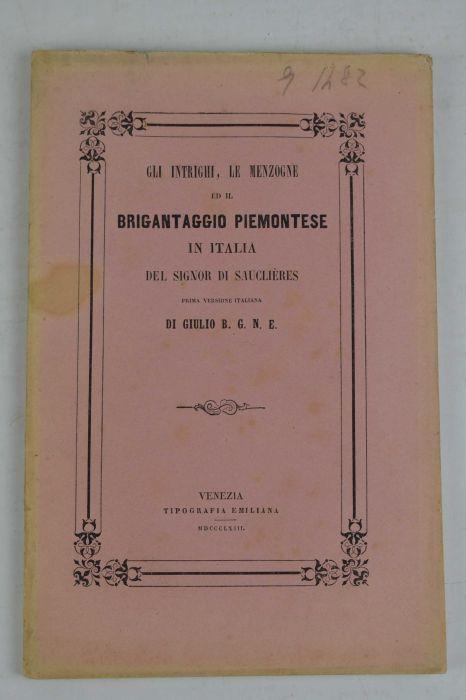 9 1282
GLI INTRIGHI, LE MENZOGNE
ED IL
BRIGANTAGGIO PIEMONTESE
IN ITALIA
DEL SIGNOR DI SAUCLIÈRES
PRIMA VERSIONE ITALIANA
DI GIULIO B. G. N. E.
VENEZIA
TIPOGRAFIA EMILIANA
MDCCCLXIII.